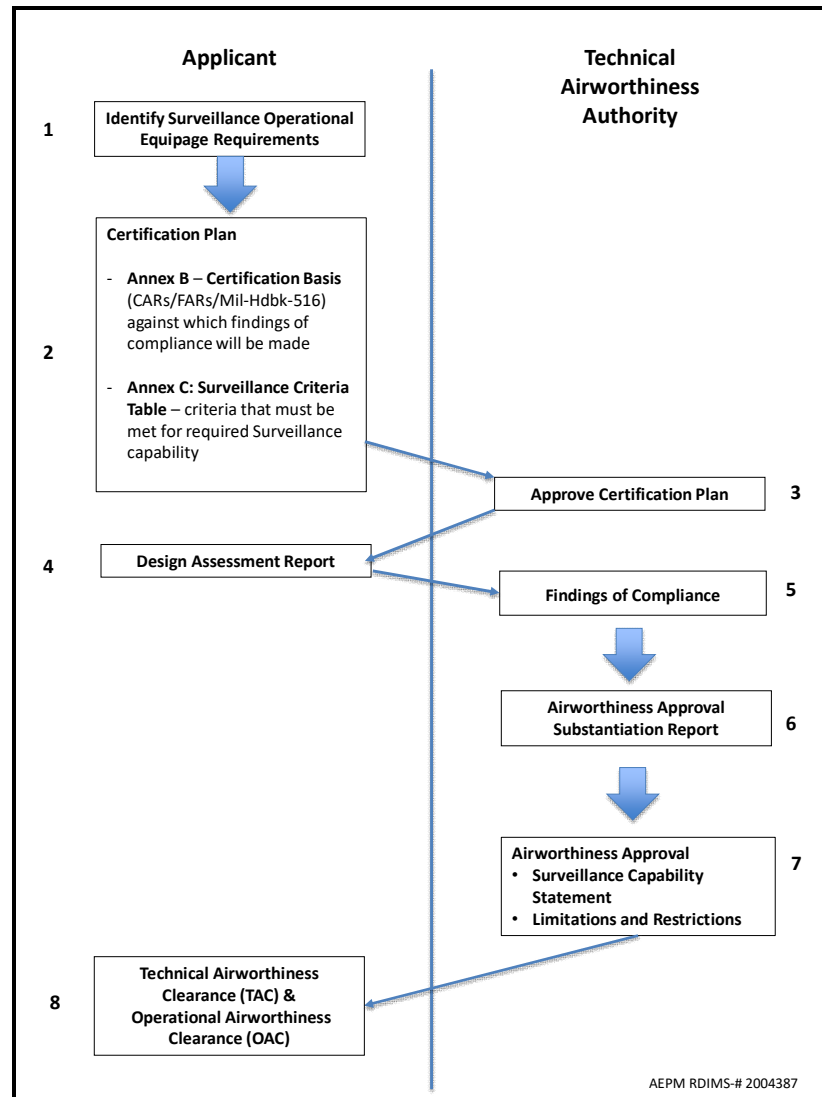 Applicant
Technical
Airworthiness
Authority
1
Identify Surveillance Operational
Equipage Requirements
2
Certification Plan
- Annex B – Certification Basis
(CARs/FARs/Mil-Hdbk-516)
against which findings of
compliance will be made
- Annex C: Surveillance Criteria
Table – criteria that must be
met for required Surveillance
capability
Approve Certification Plan
3
4
Design Assessment Report
Findings of Compliance
5
Airworthiness Approval
Substantiation Report
6
Airworthiness Approval
• Surveillance Capability
Statement
• Limitations and Restrictions
7
8
Technical Airworthiness
Clearance (TAC) &
Operational Airworthiness
Clearance (OAC)
AEPM RDIMS-# 2004387